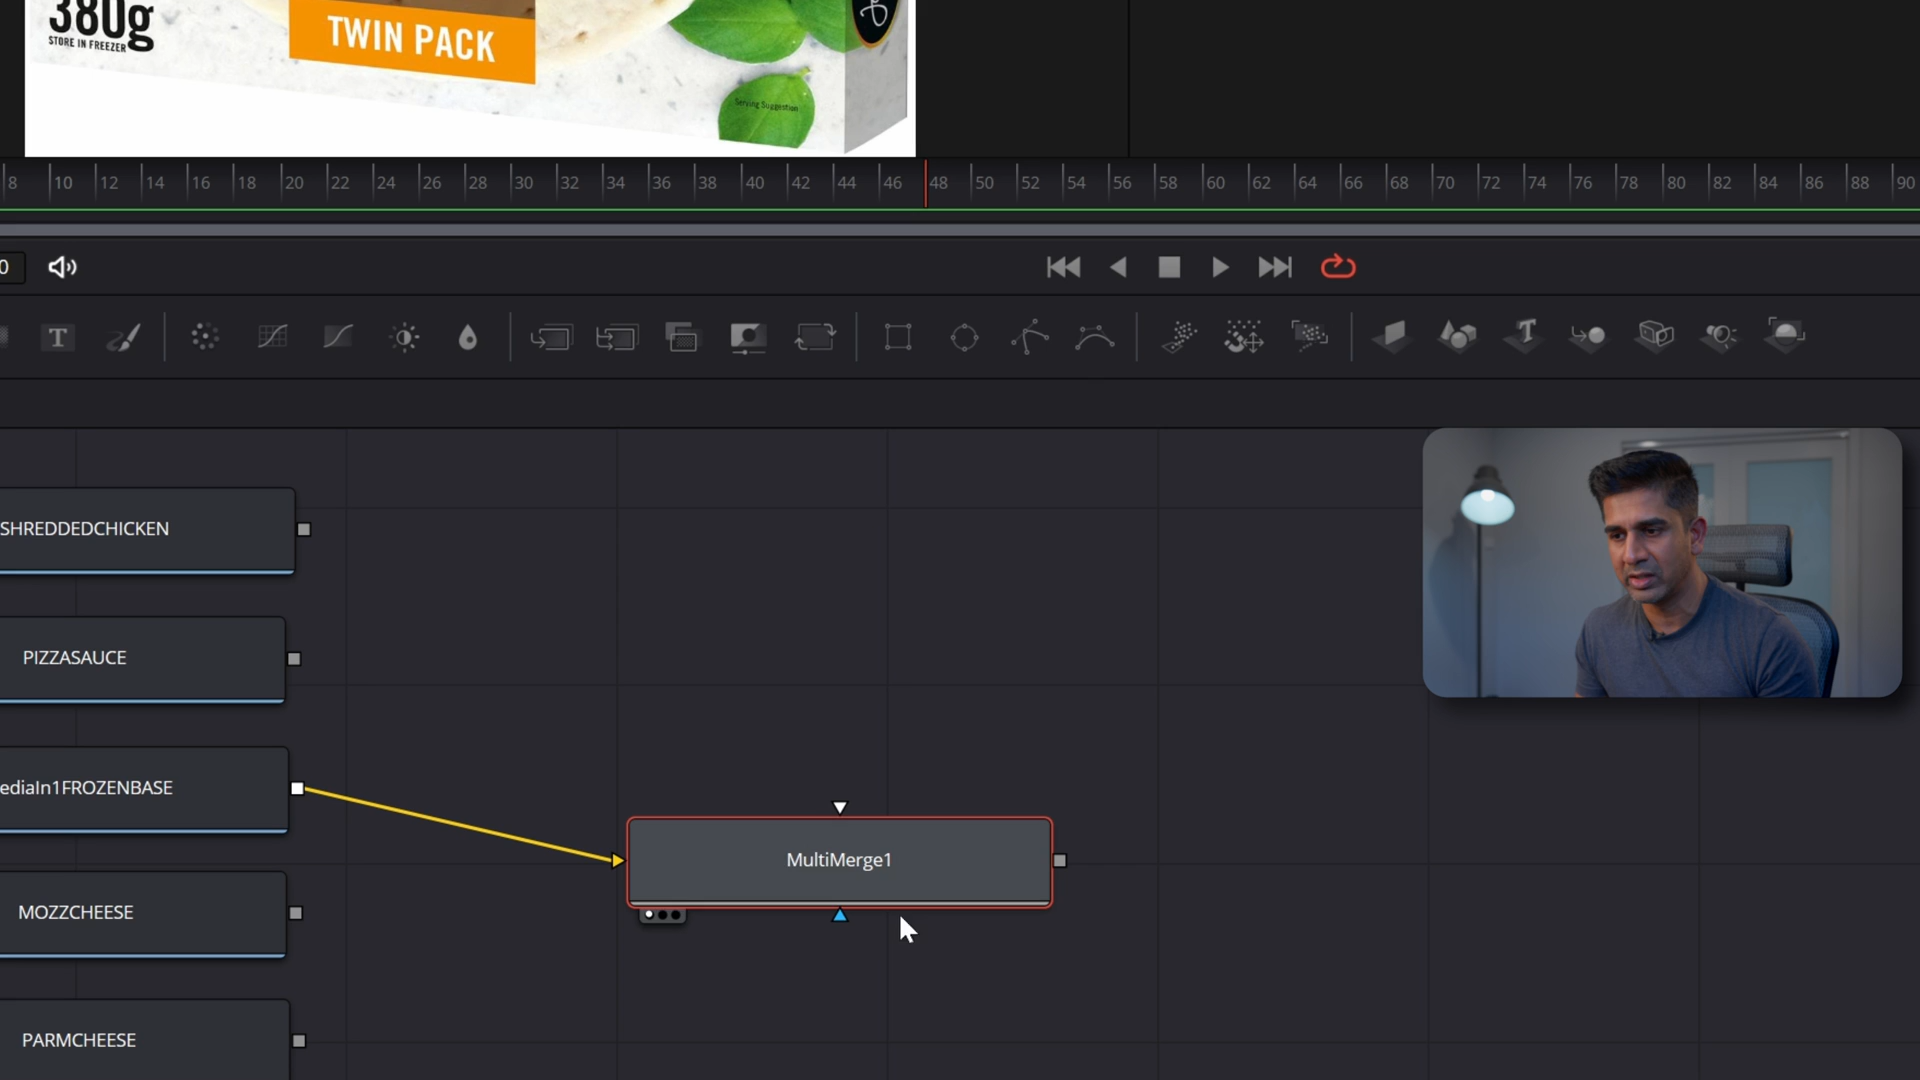 380g
STORE IN FREEZER
TWIN PACK
Serving Suggestion
8 10 12 14 16 18 20 22 24 26 28 30 32 34 36 38 40 42 44 46 48 50 52 54 56 58 60 62 64 66 68 70 72 74 76 78 80 82 84 86 88 90
0
T
T
SHREDDEDCHICKEN
PIZZASAUCE
ediaIn1FROZENBASE
MultiMerge1
MOZZCHEESE
PARMCHEESE